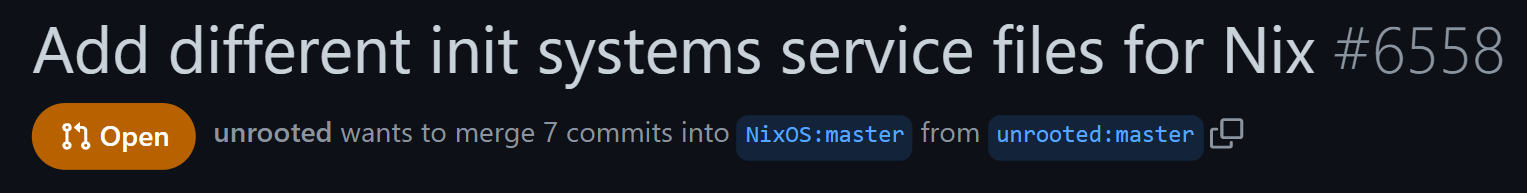 Add different init systems service files for Nix #6558
Open unrooted wants to merge 7 commits into NixOS:master from unrooted:master